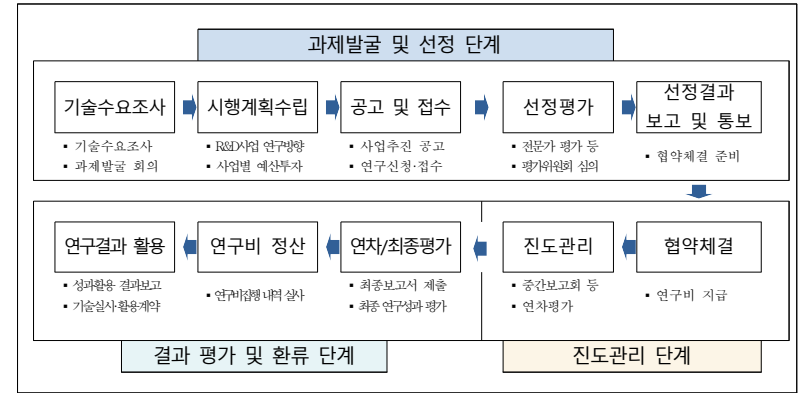 과제발굴 및 선정 단계
기술수요조사
▪ 기술수요조사
▪ 과제발굴 회의
시행계획수립
▪ R&D사업 연구방향
▪ 사업별 예산투자
공고 및 접수
▪ 사업추진 공고
▪ 연구신청·접수
선정평가
▪ 전문가 평가 등
▪ 평가위원회 심의
선정결과
보고 및 통보
▪ 협약체결 준비
협약체결
▪ 연구비 지급
진도관리
▪ 중간보고회 등
▪ 연차평가
진도관리 단계
연차/최종평가
▪ 최종보고서 제출
▪ 최종 연구성과 평가
연구비 정산
▪ 연구비집행 내역 실사
연구결과 활용
▪ 성과활용 결과보고
▪ 기술실사·활용계약
결과 평가 및 환류 단계